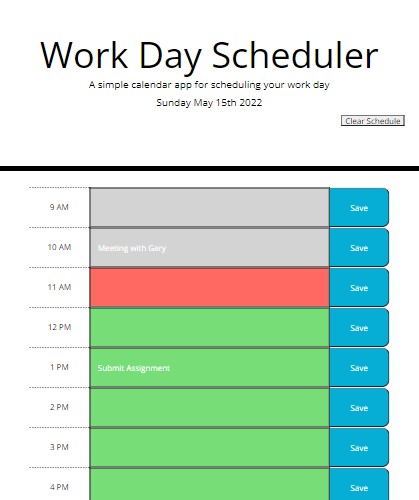 Work Day Scheduler
A simple calendar app for scheduling your work day
Sunday May 15th 2022
Clear Schedule
9 AM Save
10 AM Meeting with Gary Save
11 AM Save
12 PM Save
1 PM Submit Assignment Save
2 PM Save
3 PM Save
4 PM Save